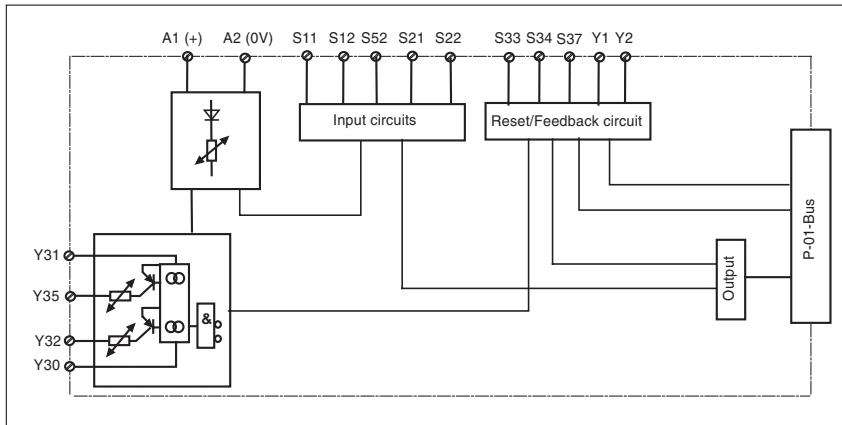 A1 (+) A2 (0V) S11 S12 S52 S21 S22 S33 S34 S37 Y1 Y2
Input circuits
Reset/Feedback circuit
P-01-Bus
Output
Y31
Y35
&
Y32
Y30